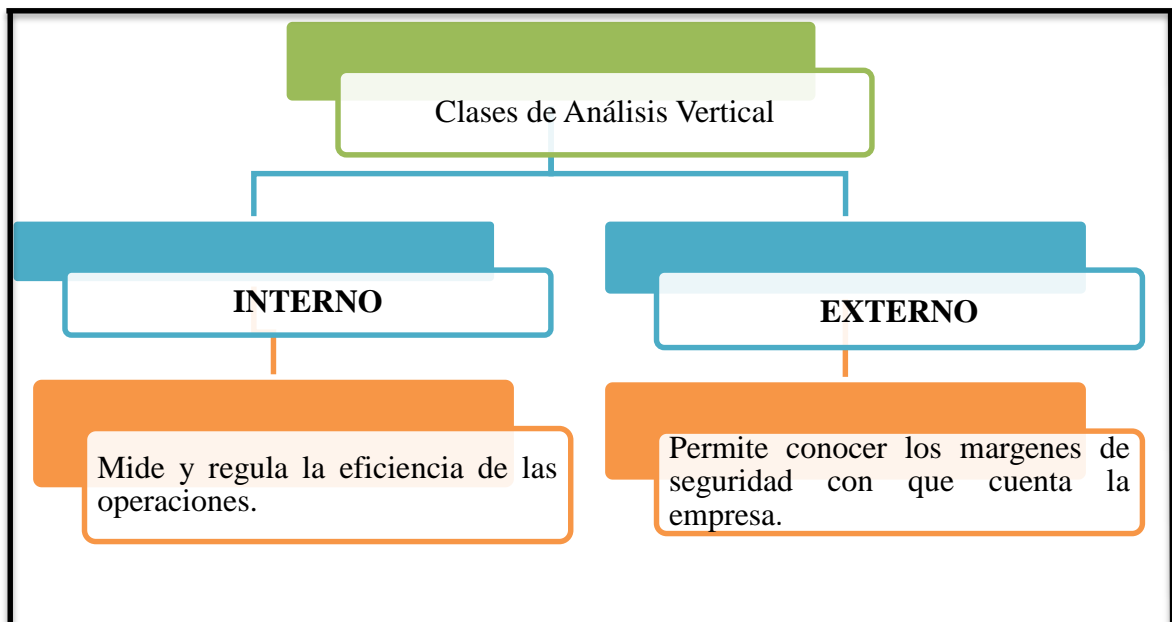 Clases de Análisis Vertical
INTERNO
EXTERNO
Mide y regula la eficiencia de las
operaciones.
Permite conocer los margenes de
seguridad con que cuenta la
empresa.